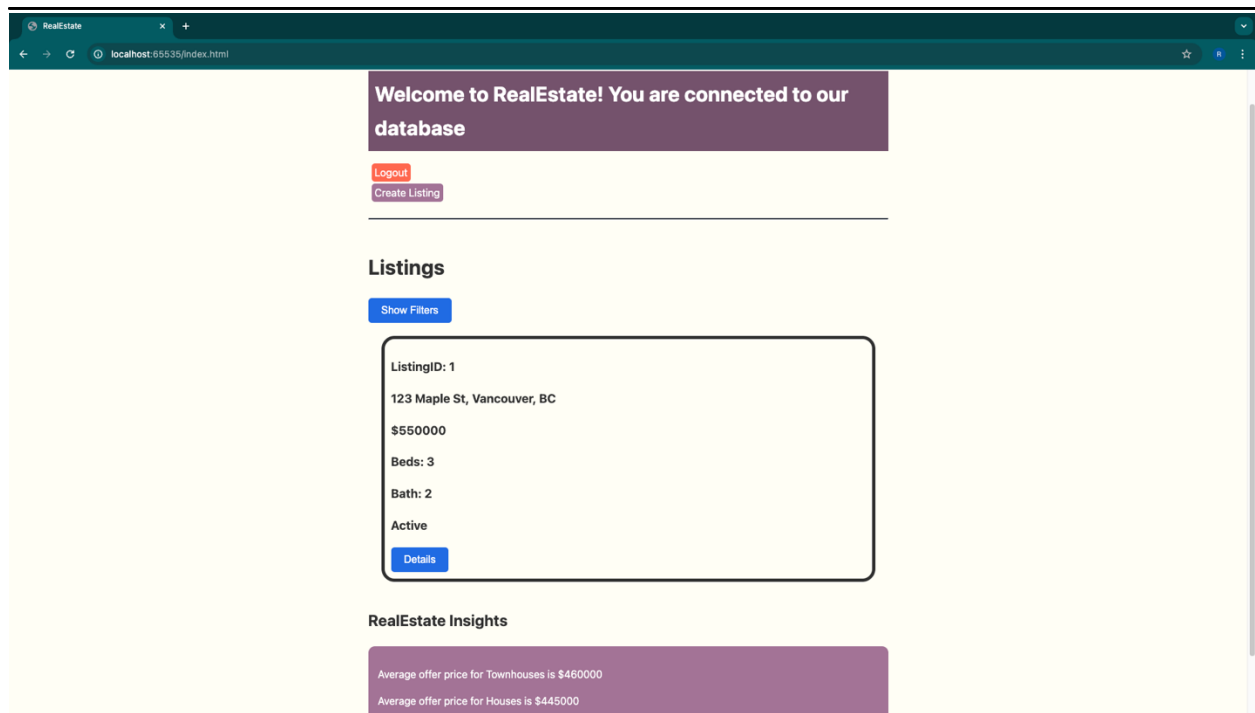 RealEstate
localhost:65535/index.html
R
Welcome to RealEstate! You are connected to our
database
Logout
Create Listing
Listings
Show Filters
ListingID: 1
123 Maple St, Vancouver, BC
$550000
Beds: 3
Bath: 2
Active
Details
RealEstate Insights
Average offer price for Townhouses is $460000
Average offer price for Houses is $445000